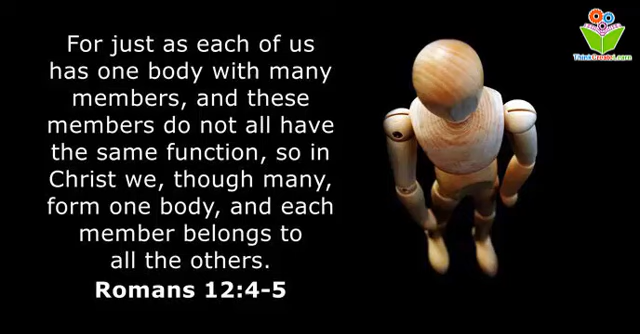 For just as each of us
has one body with many
members, and these
members do not all have
the same function, so in
Christ we, though many,
form one body, and each
member belongs to
all the others.
Romans 12:4-5
ThinkCreateLearn